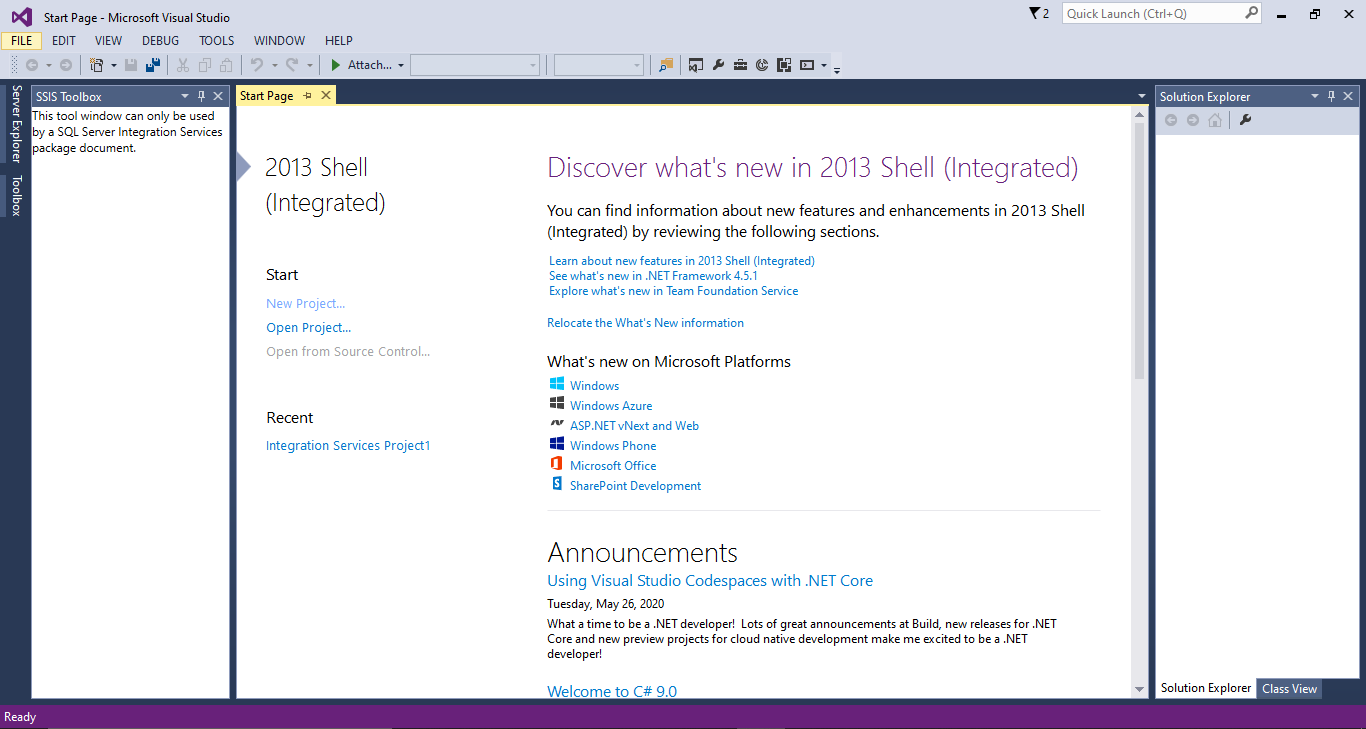 Start Page - Microsoft Visual Studio
2
Quick Launch (Ctrl+Q)
FILE EDIT VIEW DEBUG TOOLS WINDOW HELP
Attach...
Server Explorer
Toolbox
SSIS Toolbox
This tool window can only be used
by a SQL Server Integration Services
package document.
Start Page
2013 Shell
(Integrated)
Start
New Project...
Open Project...
Open from Source Control...
Recent
Integration Services Project1
Discover what's new in 2013 Shell (Integrated)
You can find information about new features and enhancements in 2013 Shell
(Integrated) by reviewing the following sections.
Learn about new features in 2013 Shell (Integrated)
See what's new in .NET Framework 4.5.1
Explore what's new in Team Foundation Service
Relocate the What's New information
What's new on Microsoft Platforms
Windows
Windows Azure
ASP.NET vNext and Web
Windows Phone
Microsoft Office
SharePoint Development
Announcements
Using Visual Studio Codespaces with .NET Core
Tuesday, May 26, 2020
What a time to be a .NET developer!  Lots of great announcements at Build, new releases for .NET
Core and new preview projects for cloud native development make me excited to be a .NET
developer!
Welcome to C# 9.0
Solution Explorer
Solution Explorer Class View
Ready